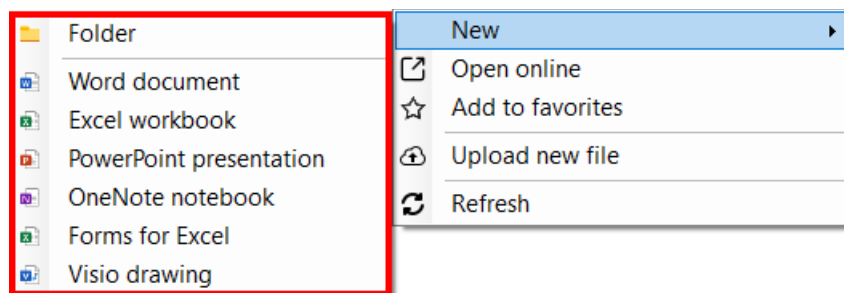 Folder
Word document
Excel workbook
PowerPoint presentation
OneNote notebook
Forms for Excel
Visio drawing
New
Open online
Add to favorites
Upload new file
Refresh